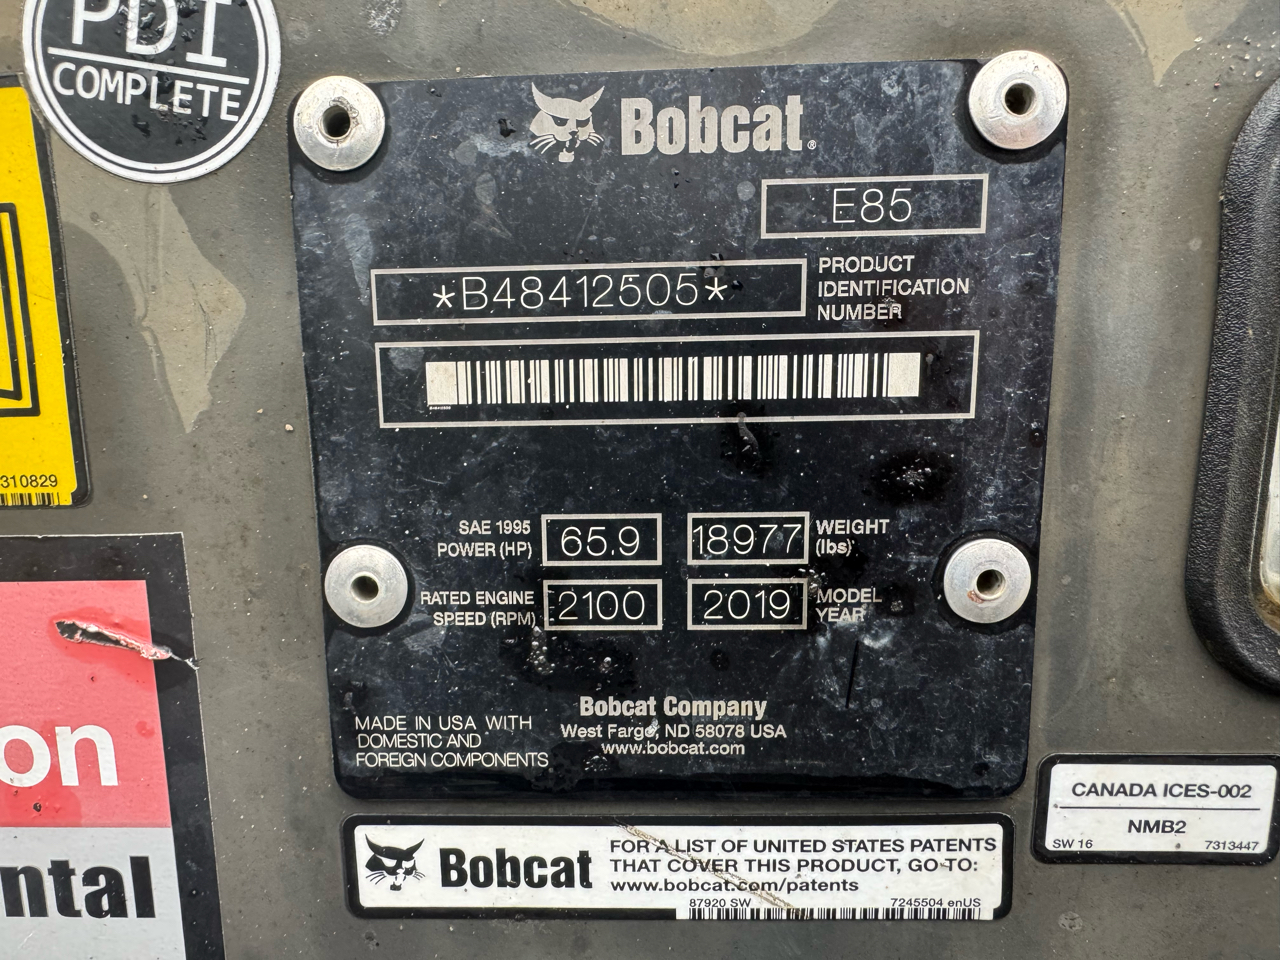 PDI
COMPLETE
Bobcat®
E85
*B48412505*
PRODUCT
IDENTIFICATION
NUMBER
SAE 1995
POWER (HP)
65.9
18977
WEIGHT
(lbs)
RATED ENGINE
SPEED (RPM)
2100
2019
MODEL
YEAR
MADE IN USA WITH
DOMESTIC AND
FOREIGN COMPONENTS
Bobcat Company
West Fargo, ND 58078 USA
www.bobcat.com
310829
on
ntal
CANADA ICES-002
NMB2
SW 16 7313447
Bobcat
FOR A LIST OF UNITED STATES PATENTS
THAT COVER THIS PRODUCT, GO TO:
www.bobcat.com/patents
87920 SW 7245504 enUS